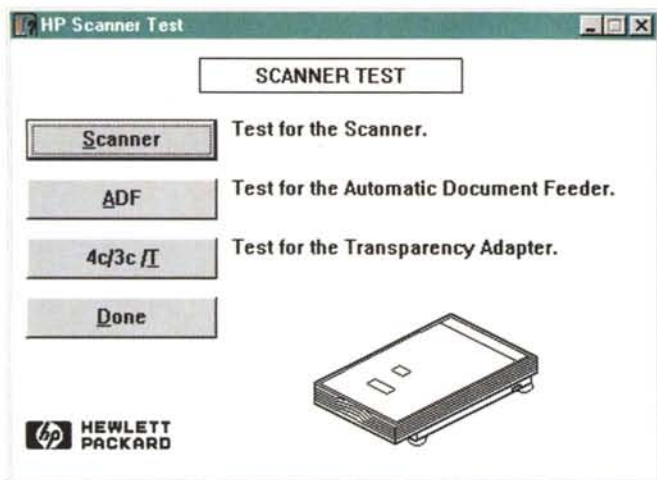 HP Scanner Test
SCANNER TEST
Scanner
Test for the Scanner.
ADF
Test for the Automatic Document Feeder.
4c/3c /T
Test for the Transparency Adapter.
Done
hp HEWLETT
PACKARD